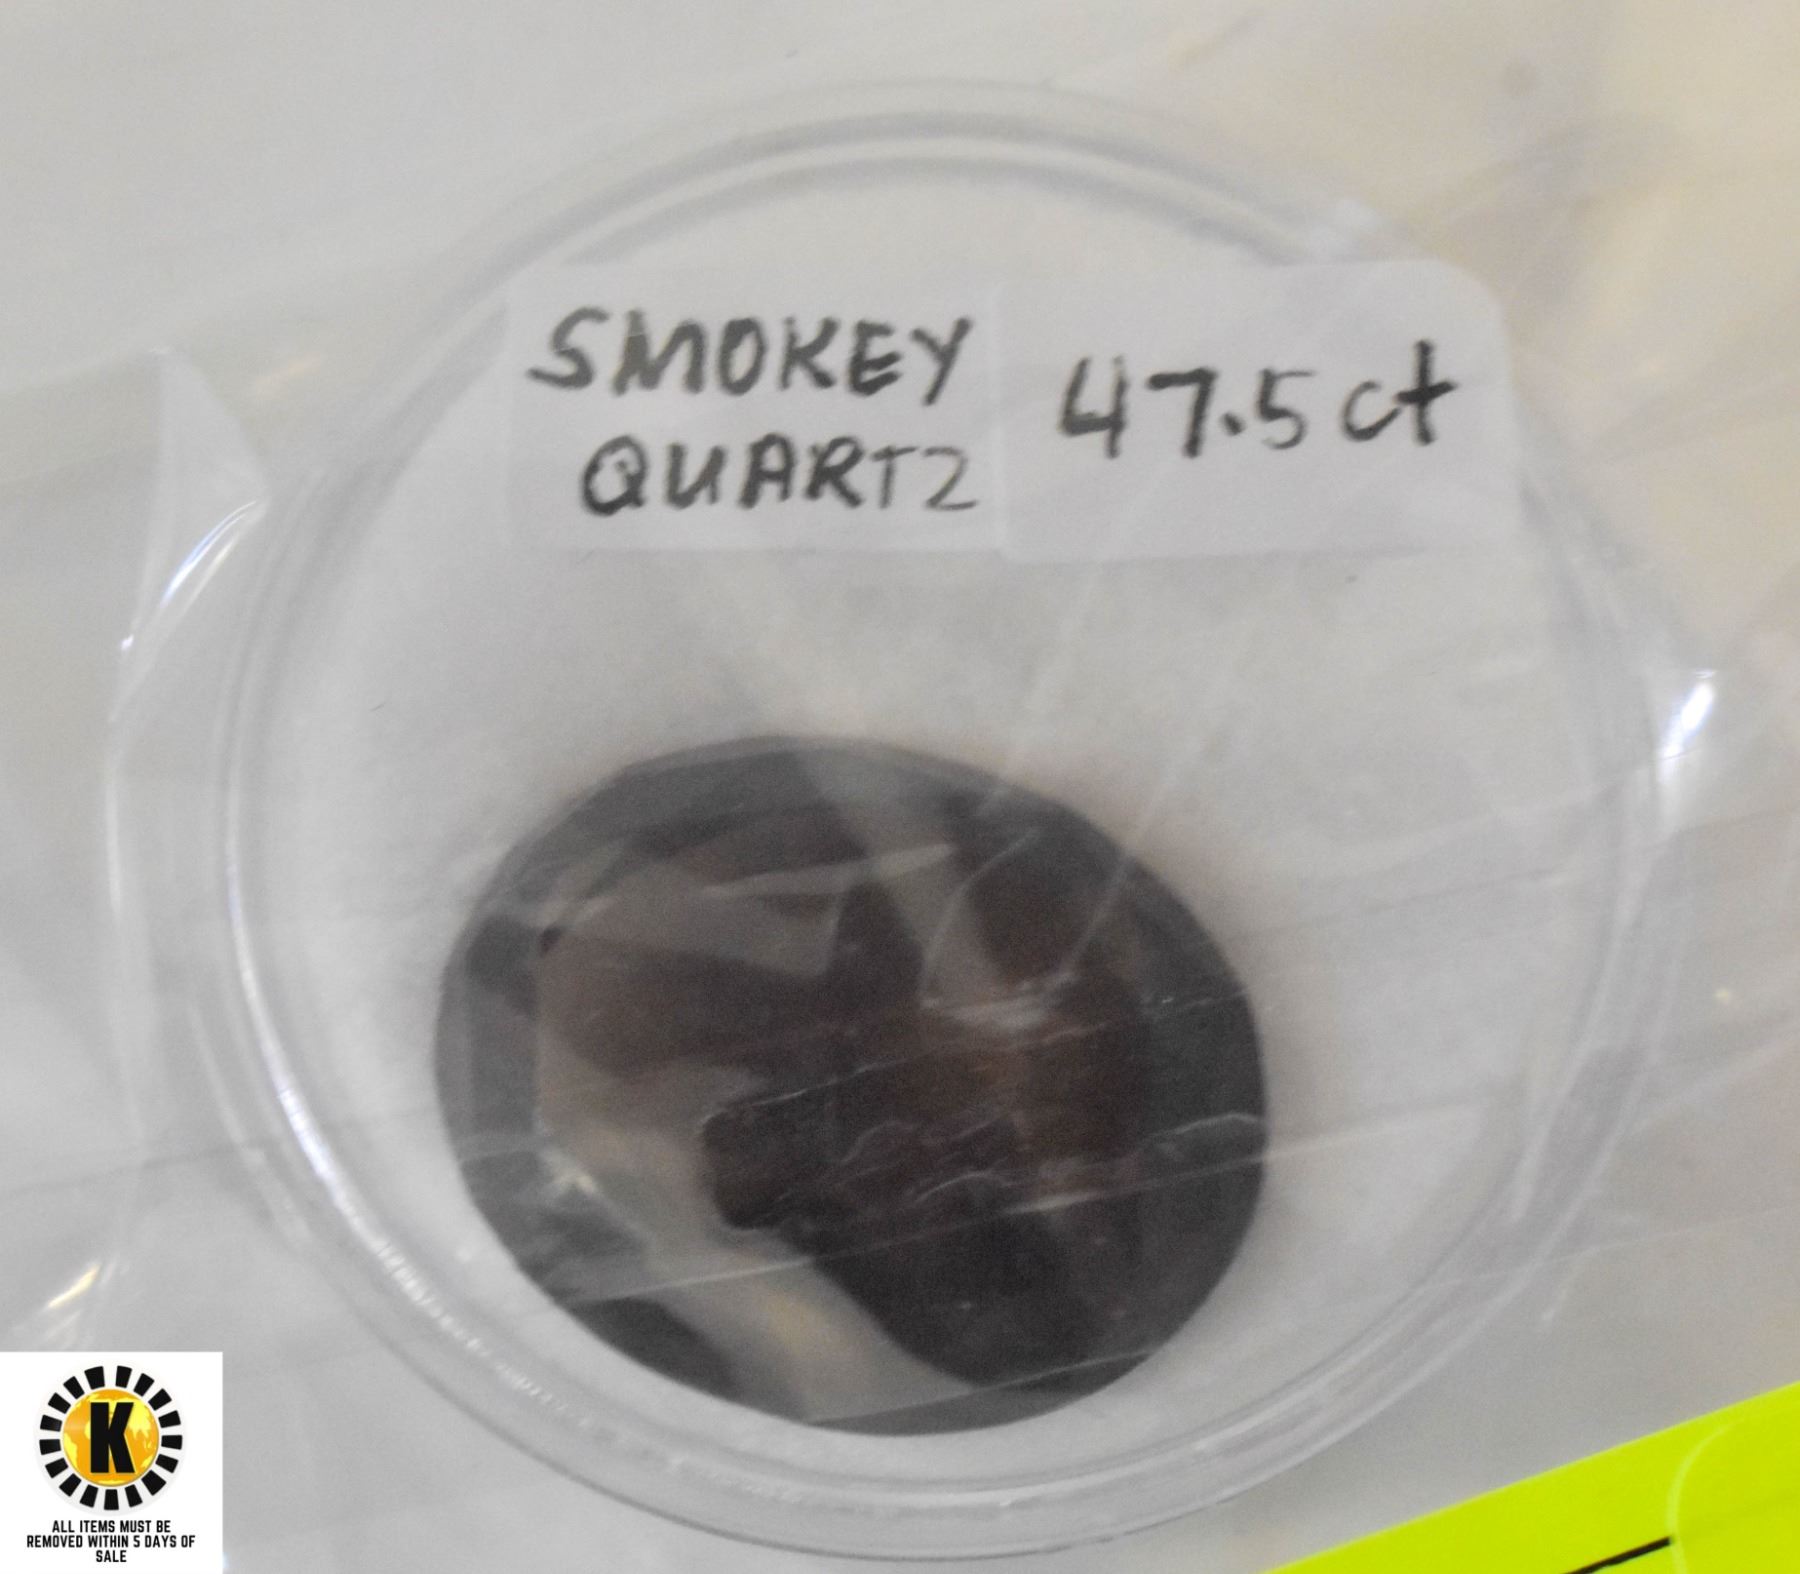 SMOKEY
QUARTZ
47.5ct
K
ALL ITEMS MUST BE
REMOVED WITHIN 5 DAYS OF
SALE